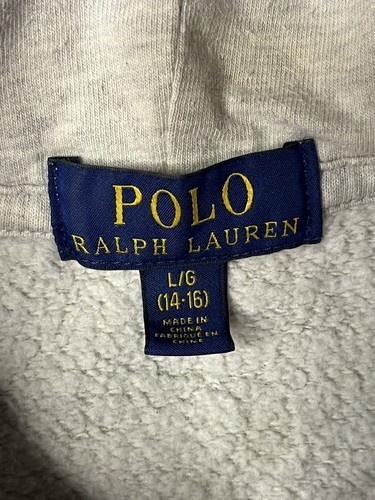 POLO
RALPH LAUREN
L/G
(14-16)
MADE IN
CHINA
FABRIQUÉ EN
CHINE